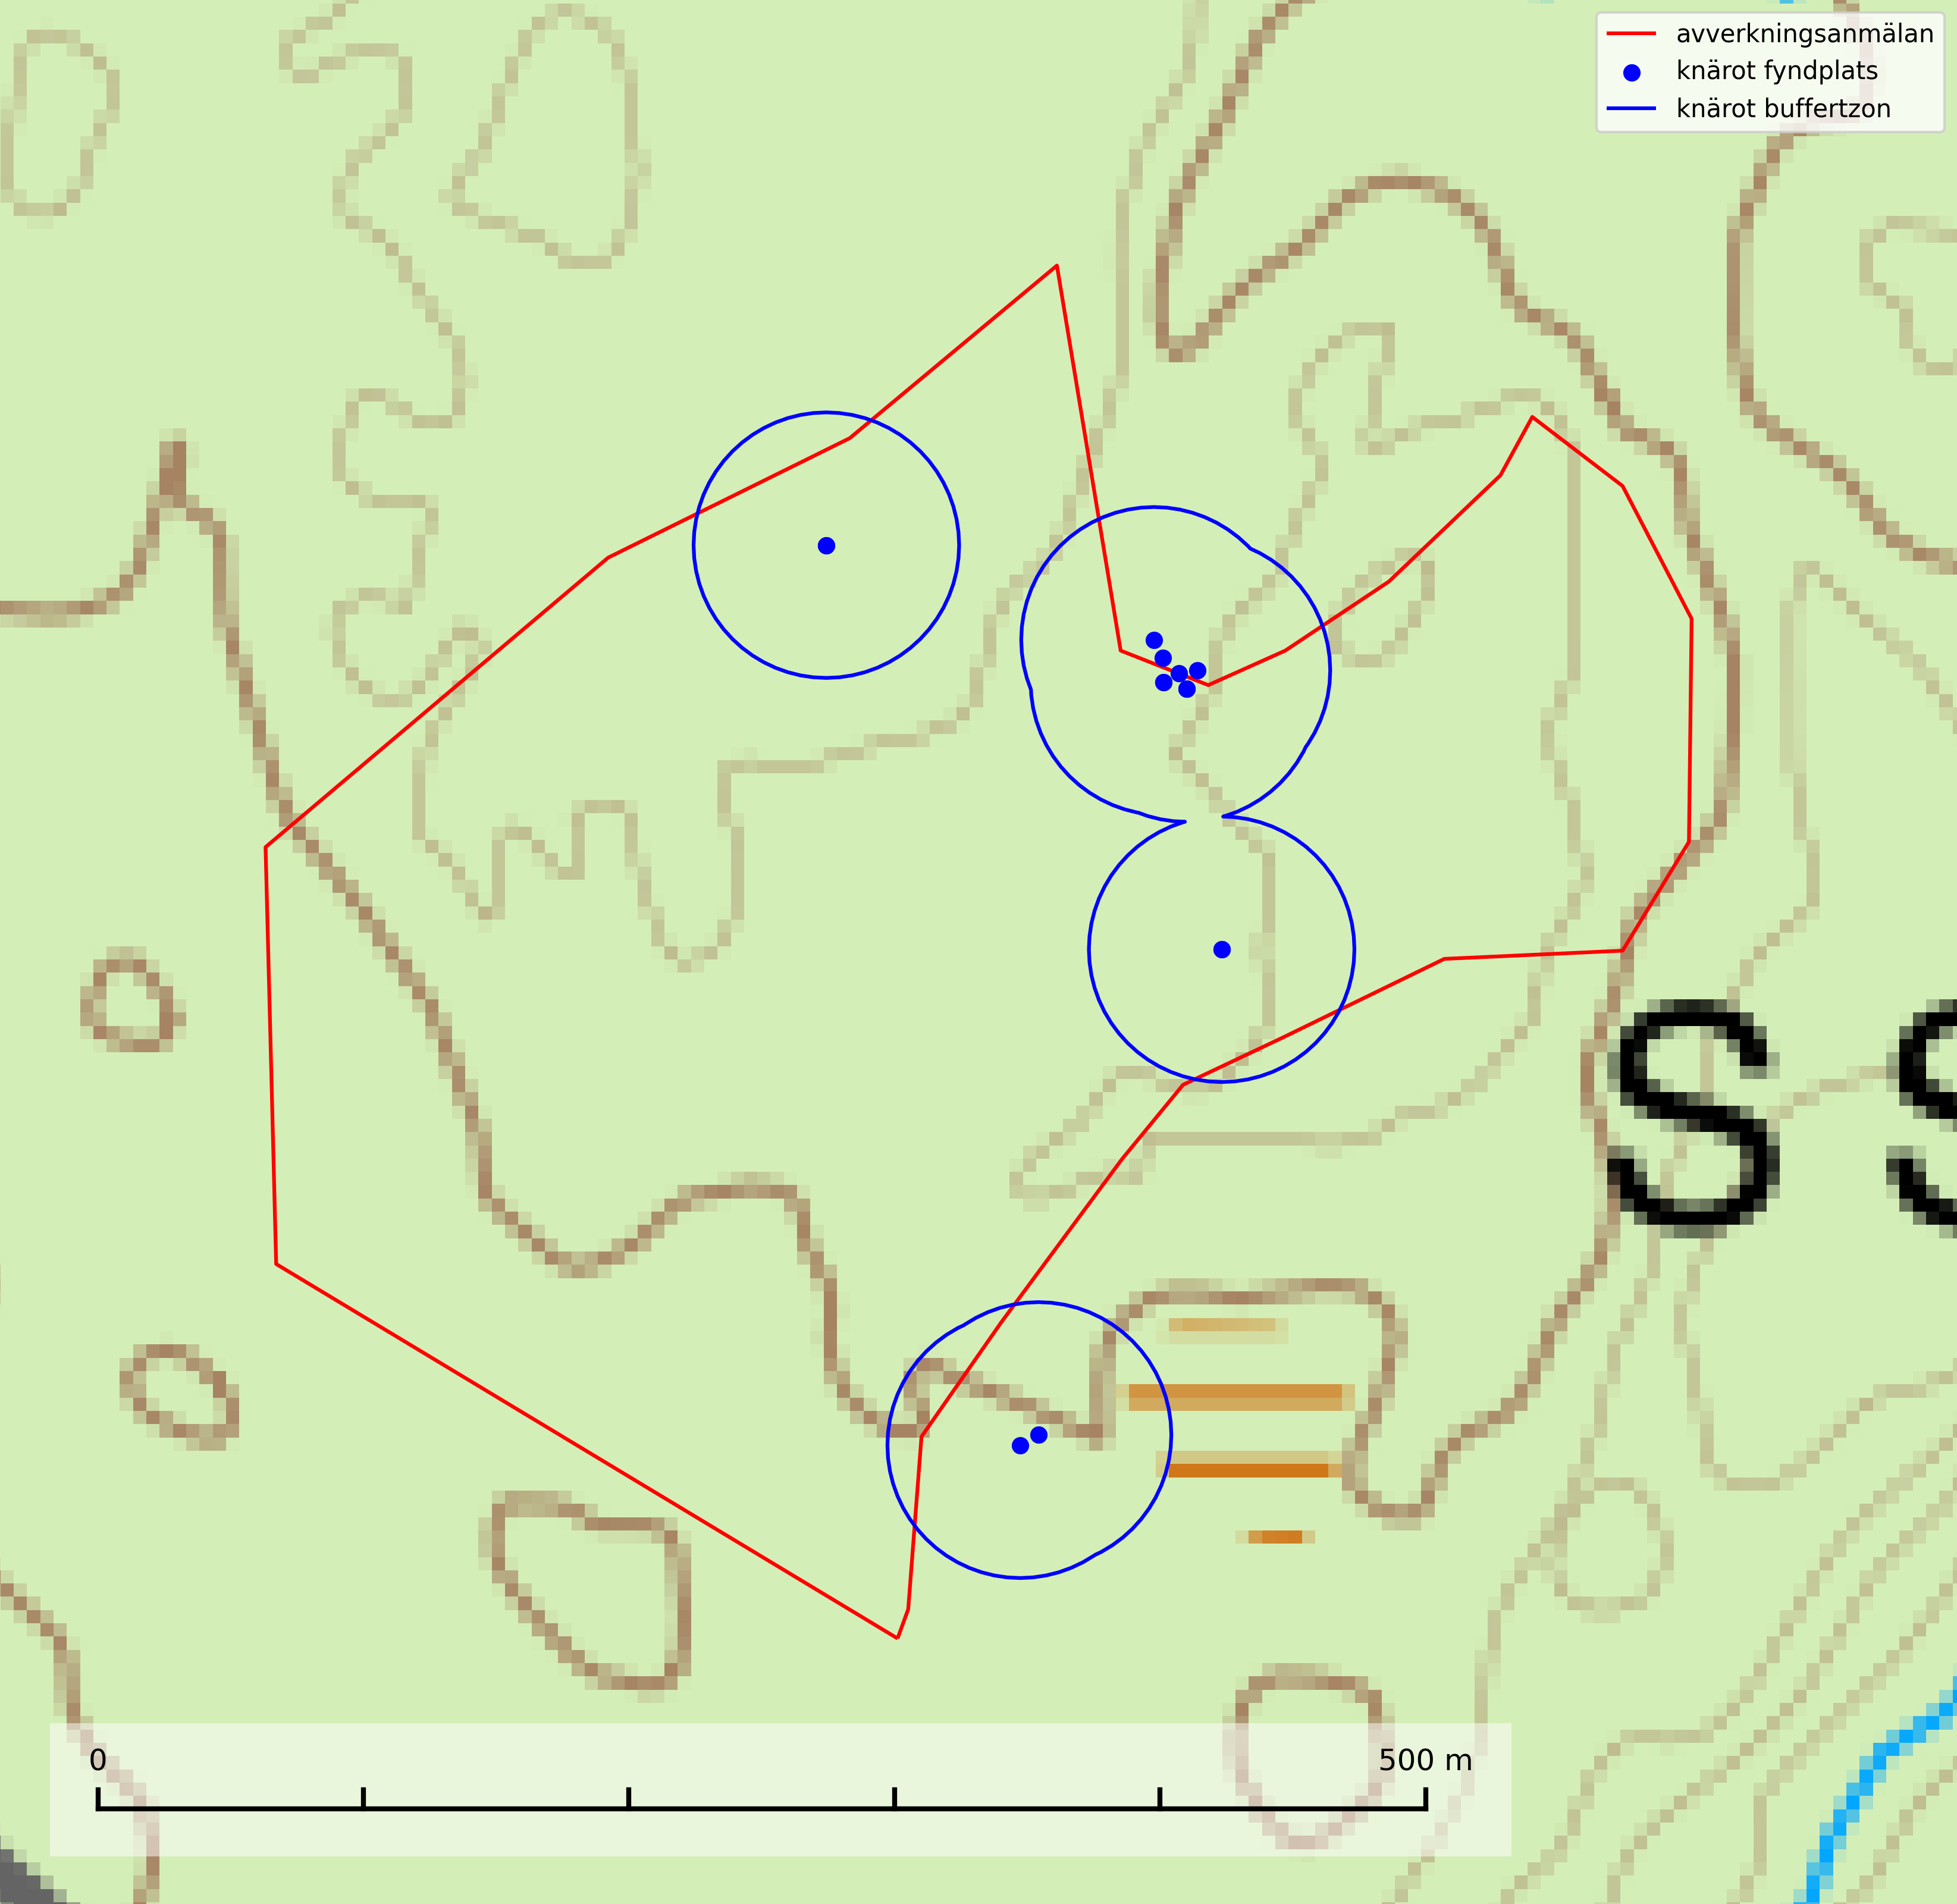 avverkningsanmälan
knärot fyndplats
knärot buffertzon
S S
0 500 m